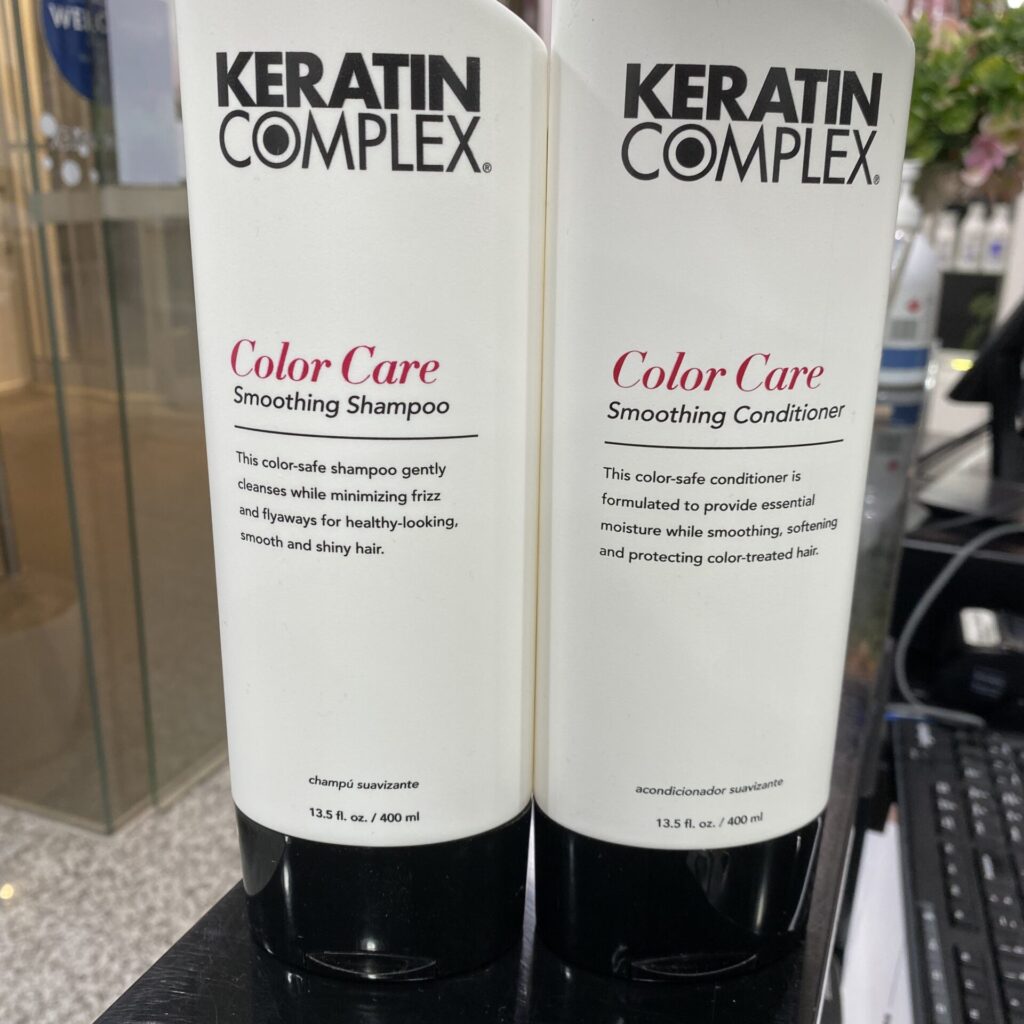 KERATIN
COMPLEX®
Color Care
Smoothing Shampoo
This color-safe shampoo gently
cleanses while minimizing frizz
and flyaways for healthy-looking,
smooth and shiny hair.
champú suavizante
13.5 fl. oz. / 400 ml
KERATIN
COMPLEX®
Color Care
Smoothing Conditioner
This color-safe conditioner is
formulated to provide essential
moisture while smoothing, softening
and protecting color-treated hair.
acondicionador suavizante
13.5 fl. oz. / 400 ml